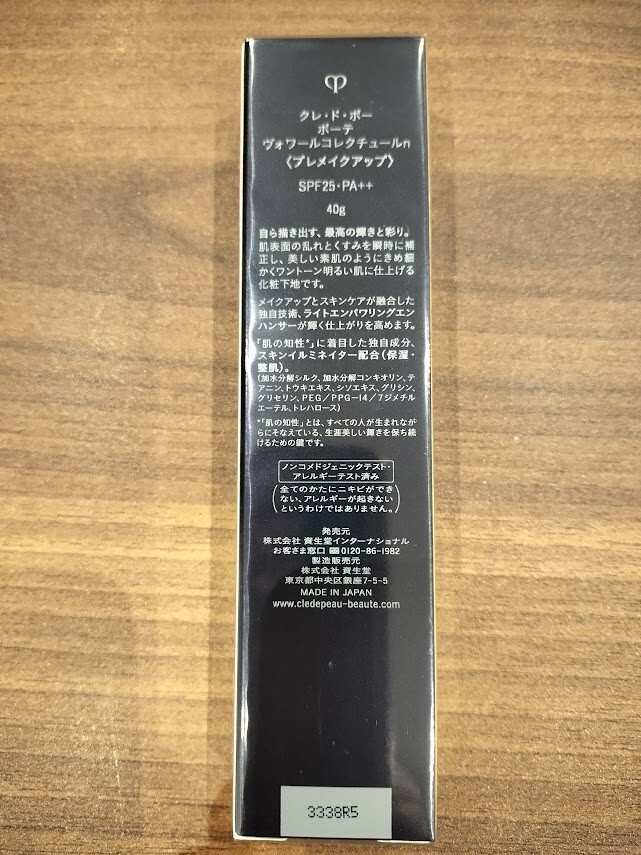 クレ・ド・ポー
ボーテ
ヴォワールコレクチュールn
〈プレメイクアップ〉
SPF25・PA++
40g
自ら描き出す、最高の輝きと彩り。
肌表面の乱れとくすみを瞬時に補
正し、美しい素肌のようにきめ細
かくワントーン明るい肌に仕上げる
化粧下地です。
メイクアップとスキンケアが融合した
独自技術、ライトエンパワリングエン
ハンサーが輝く仕上がりを高めます。
「肌の知性*」に着目した独自成分、
スキンイルミネイター配合(保湿・
整肌)。
(加水分解シルク、加水分解コンキオリン、テ
アニン、トウキエキス、シソエキス、グリシン、
グリセリン、PEG/PPG-14/7ジメチル
エーテル、トレハロース)
*「肌の知性」とは、すべての人が生まれなが
らにそなえている、生涯美しい輝きを保ち続
けるための鍵です。
ノンコメドジェニックテスト・
アレルギーテスト済み
(全てのかたにニキビができ
ない、アレルギーが起きない
というわけではありません。)
発売元
株式会社 資生堂インターナショナル
お客さま窓口 0120-86-1982
製造販売元
株式会社 資生堂
東京都中央区銀座7-5-5
MADE IN JAPAN
www.cledepeau-beaute.com
3338R5